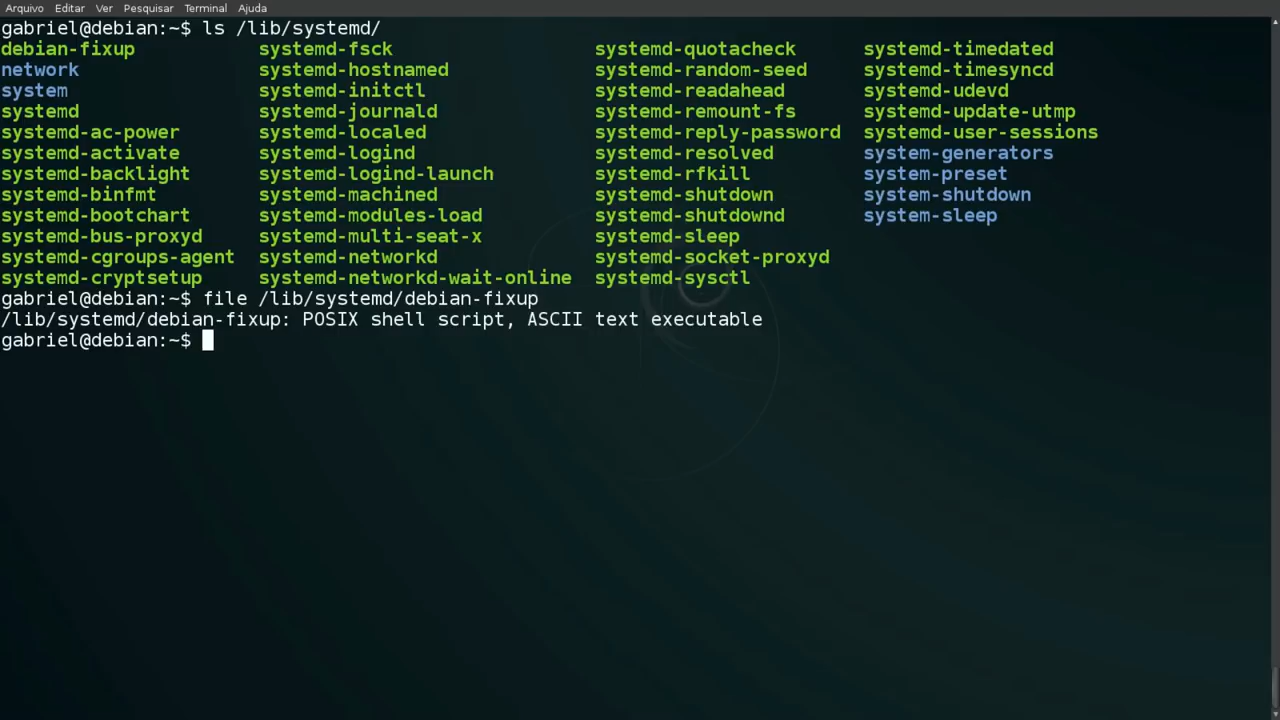 Arquivo Editar Ver Pesquisar Terminal Ajuda
gabriel@debian:~$ ls /lib/systemd/
debian-fixup systemd-fsck systemd-quotacheck systemd-timedated
network systemd-hostnamed systemd-random-seed systemd-timesyncd
system systemd-initctl systemd-readahead systemd-udevd
systemd systemd-journald systemd-remount-fs systemd-update-utmp
systemd-ac-power systemd-localed systemd-reply-password systemd-user-sessions
systemd-activate systemd-logind systemd-resolved system-generators
systemd-backlight systemd-logind-launch systemd-rfkill system-preset
systemd-binfmt systemd-machined systemd-shutdown system-shutdown
systemd-bootchart systemd-modules-load systemd-shutdownd system-sleep
systemd-bus-proxyd systemd-multi-seat-x systemd-sleep
systemd-cgroups-agent systemd-networkd systemd-socket-proxyd
systemd-cryptsetup systemd-networkd-wait-online systemd-sysctl
gabriel@debian:~$ file /lib/systemd/debian-fixup
/lib/systemd/debian-fixup: POSIX shell script, ASCII text executable
gabriel@debian:~$